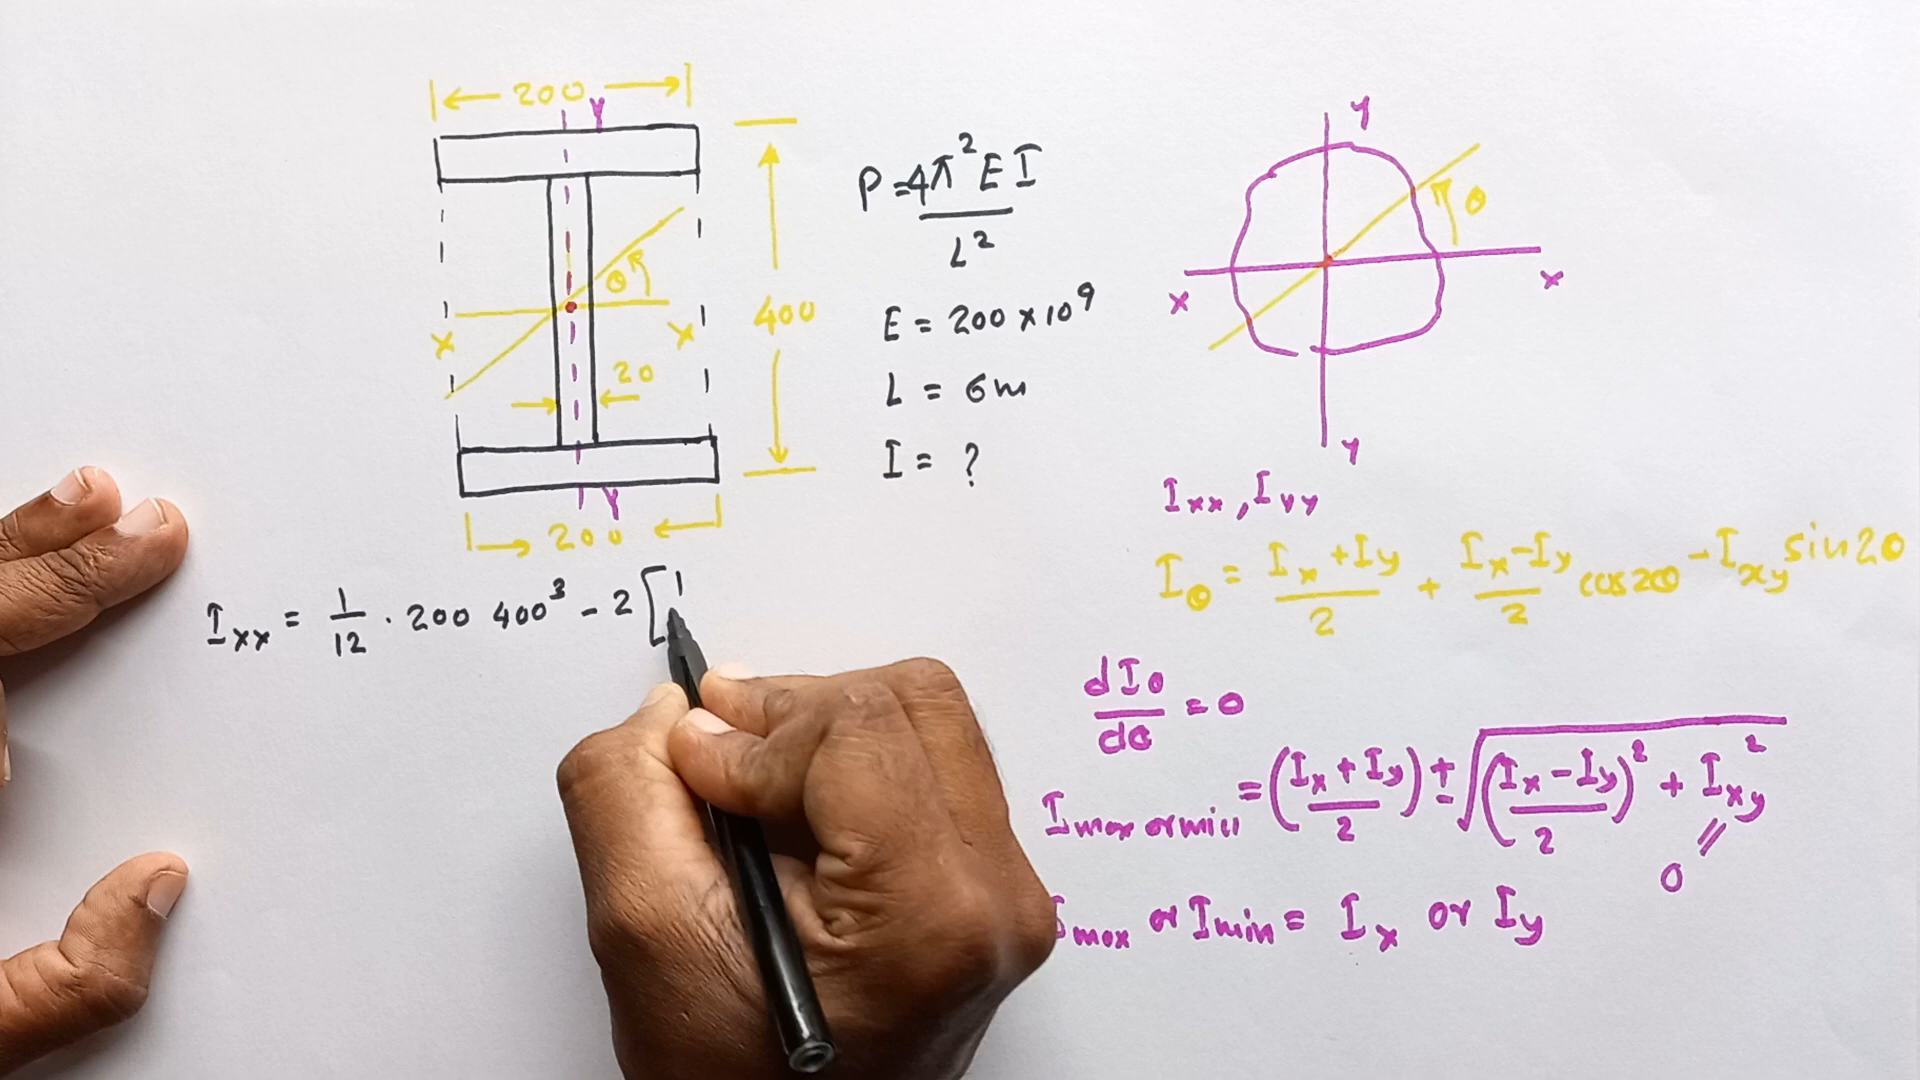 200
Y
400
X
X
θ
20
Y
200
P = 4π²EI
L²
E = 200 × 10⁹
L = 6m
I = ?
Y
θ
X
X
Y
Ixx , Iyy
Iθ = Ix + Iy / 2 + Ix - Iy / 2 cos2θ - Ixy sin2θ
dIθ / dθ = 0
Imax or min = (Ix + Iy / 2) ± √(Ix - Iy / 2)² + Ixy²
0
Imax or Imin = Ix or Iy
Ixx = 1/12 . 200 400³ - 2 [ 1